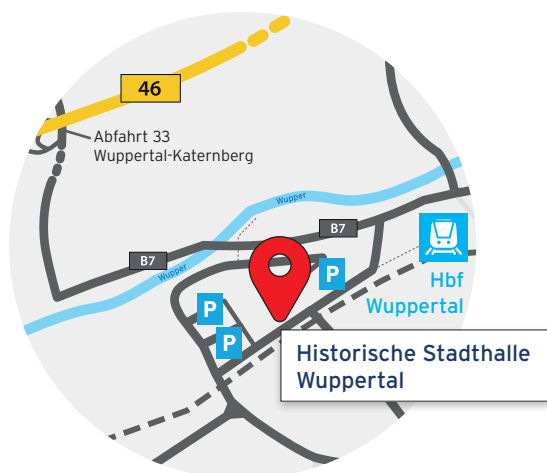 46
Abfahrt 33
Wuppertal-Katernberg
Wupper
B7
B7
Wupper
P
Hbf
Wuppertal
P
P
Historische Stadthalle
Wuppertal